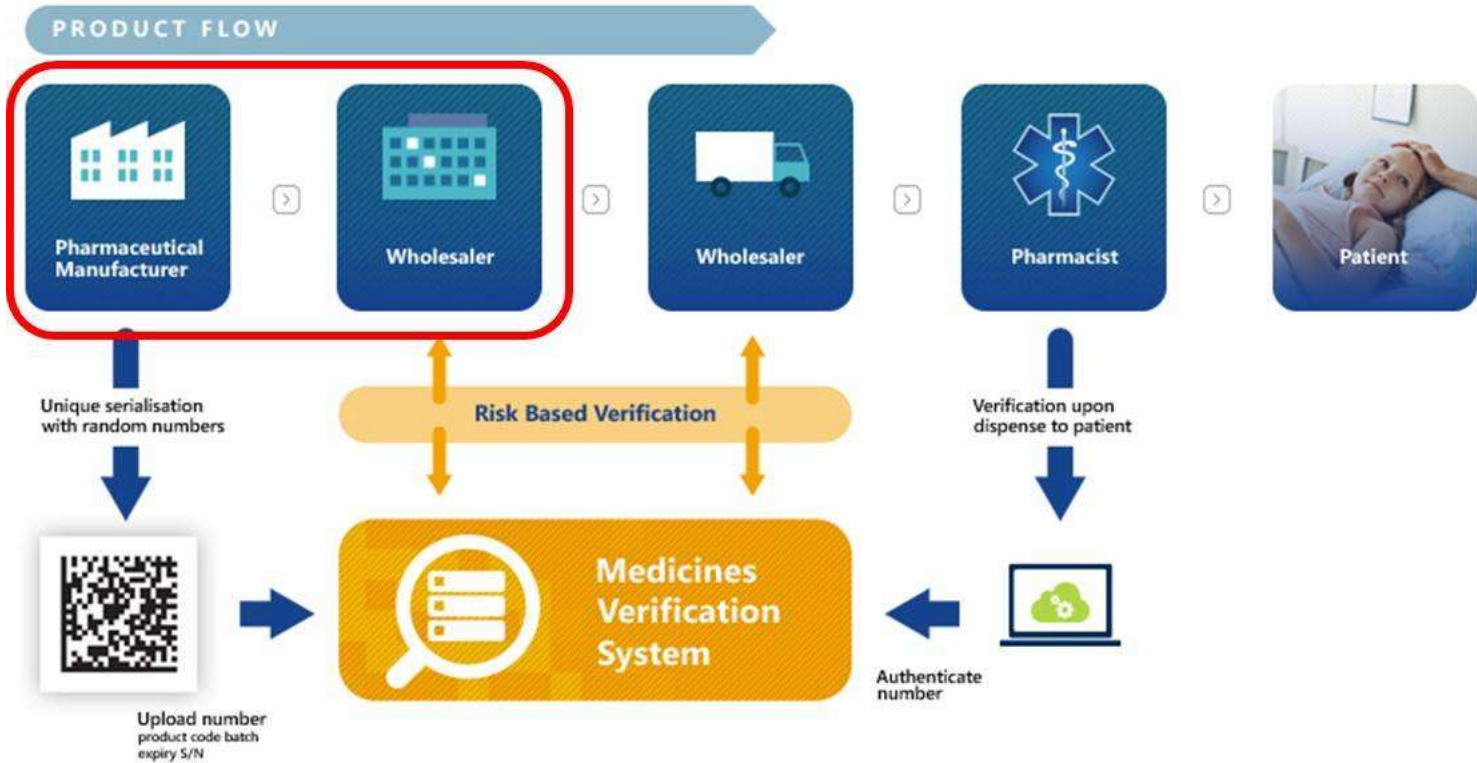 PRODUCT FLOW
Pharmaceutical
Manufacturer
Wholesaler
Wholesaler
Pharmacist
Patient
Unique serialisation
with random numbers
Risk Based Verification
Verification upon
dispense to patient
Medicines
Verification
System
Authenticate
number
Upload number
product code batch
expiry S/N